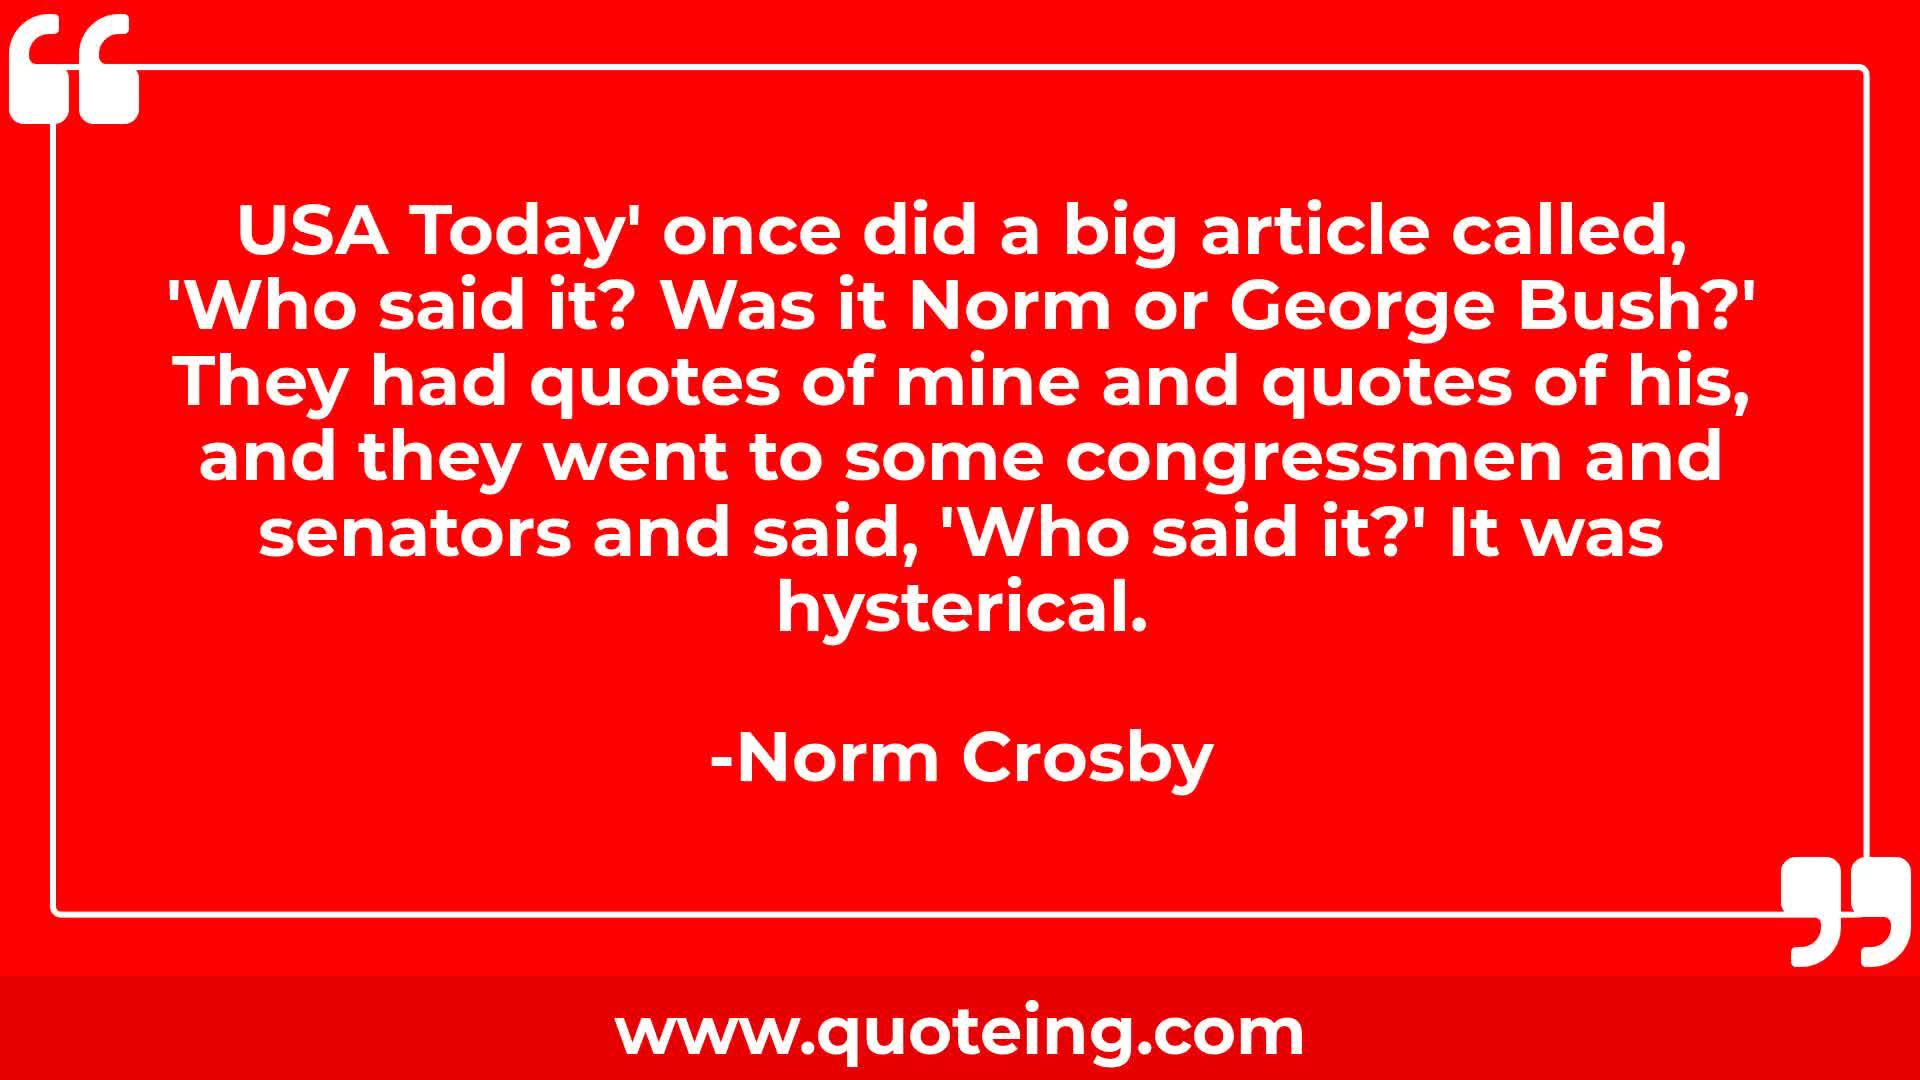 USA Today' once did a big article called,
'Who said it? Was it Norm or George Bush?'
They had quotes of mine and quotes of his,
and they went to some congressmen and
senators and said, 'Who said it?' It was
hysterical.
-Norm Crosby
www.quoteing.com